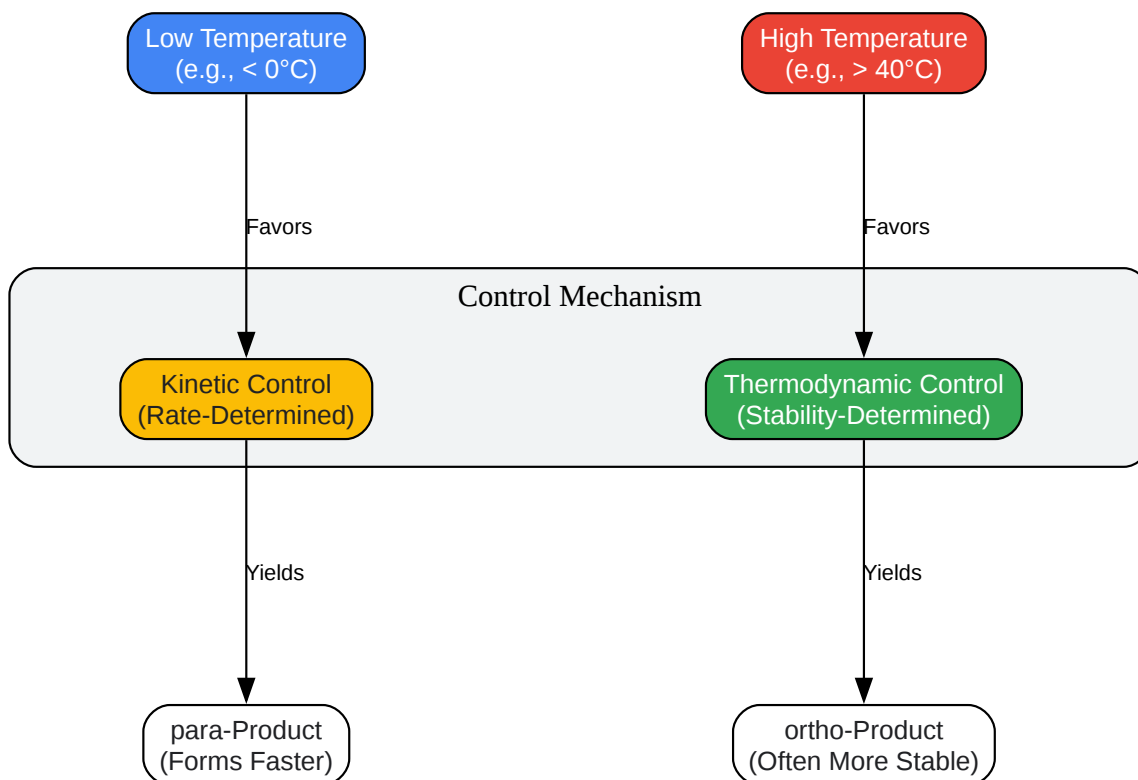 Low Temperature
(e.g., < 0°C)
High Temperature
(e.g., > 40°C)
Favors
Favors
Control Mechanism
Kinetic Control
(Rate-Determined)
Thermodynamic Control
(Stability-Determined)
Yields
Yields
para-Product
(Forms Faster)
ortho-Product
(Often More Stable)